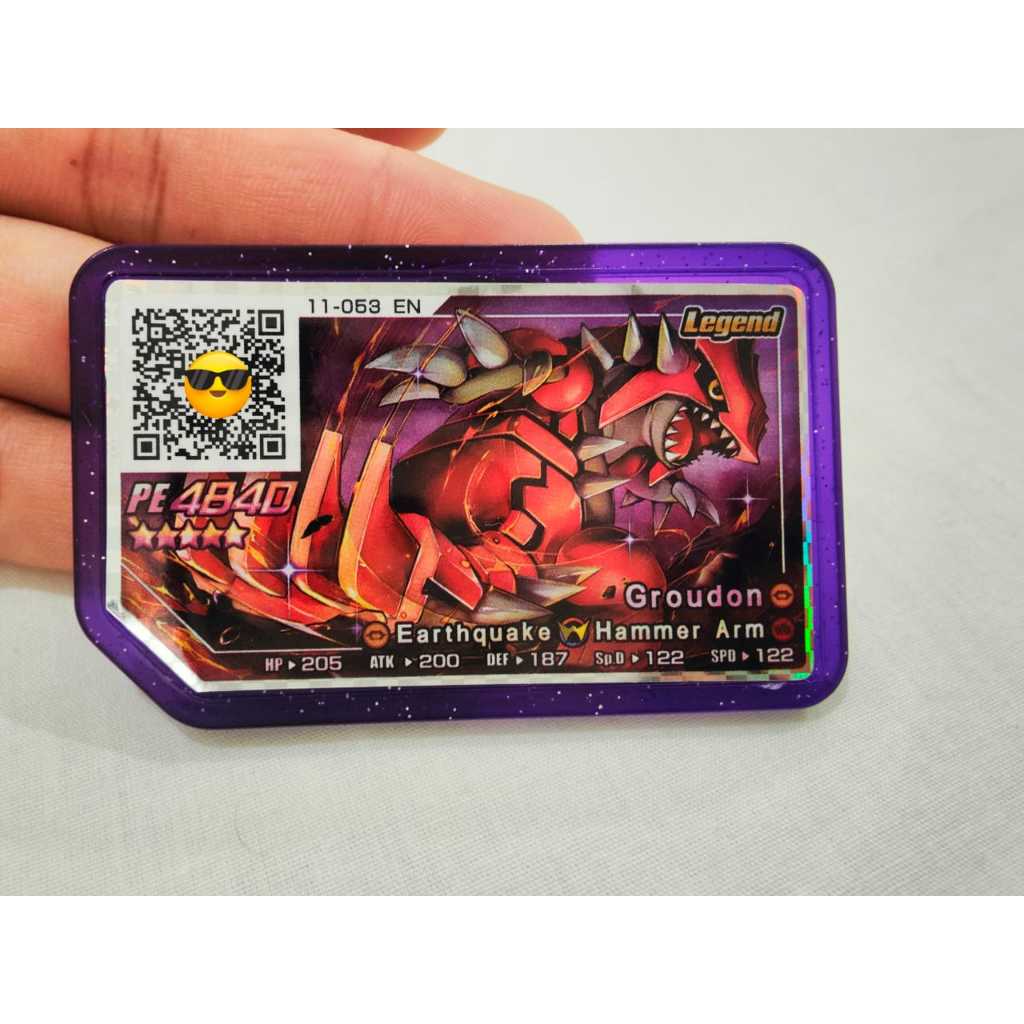 11-053 EN
Legend
PE 4840
Groudon
Earthquake Hammer Arm
HP ▸ 205 ATK ▸ 200 DEF ▸ 187 Sp.D ▸ 122 SPD ▸ 122